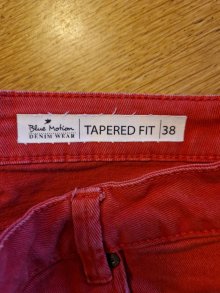 Blue Motion
DENIM WEAR
TAPERED FIT 38